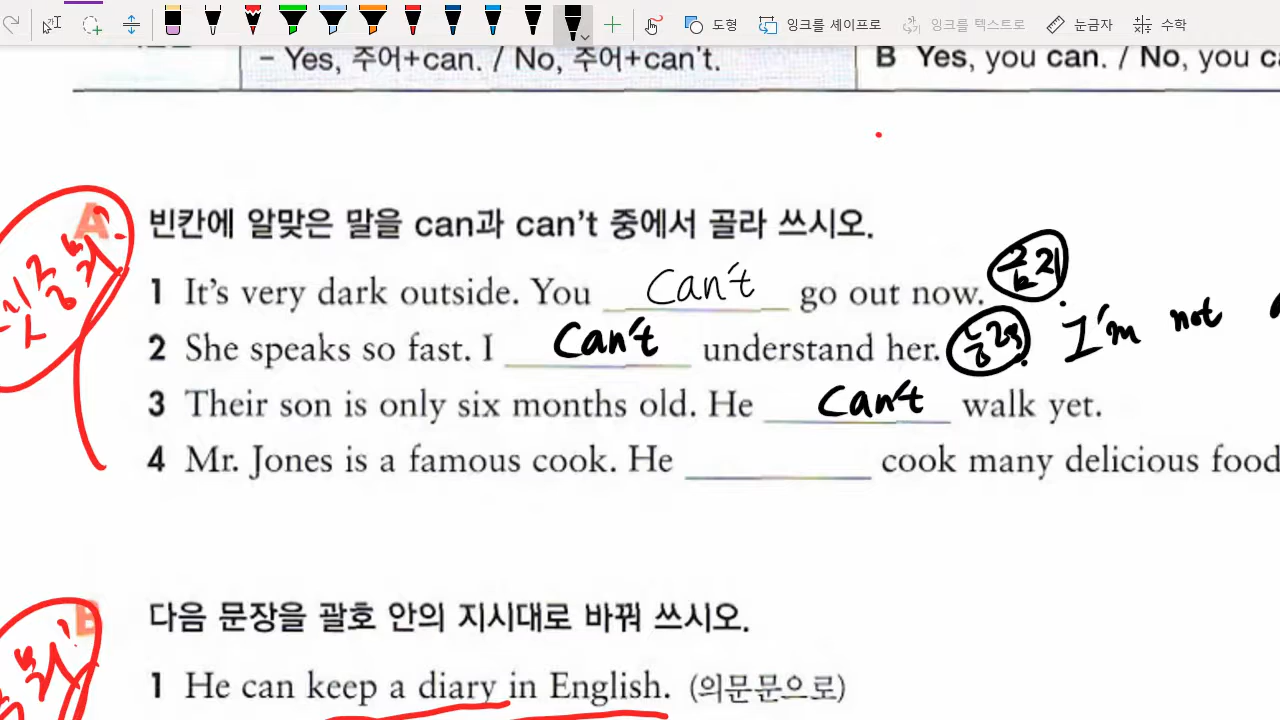 도형 잉크를 셰이프로 잉크를 텍스트로 눈금자 수학
– Yes, 주어+can. / No, 주어+can't. B Yes, you can. / No, you ca
A 빈칸에 알맞은 말을 can과 can't 중에서 골라 쓰시오.
1 It's very dark outside. You can't go out now. 금지
2 She speaks so fast. I can't understand her. 능력 I'm not
3 Their son is only six months old. He can't walk yet.
4 Mr. Jones is a famous cook. He cook many delicious food
B 다음 문장을 괄호 안의 지시대로 바꿔 쓰시오.
1 He can keep a diary in English. (의문문으로)